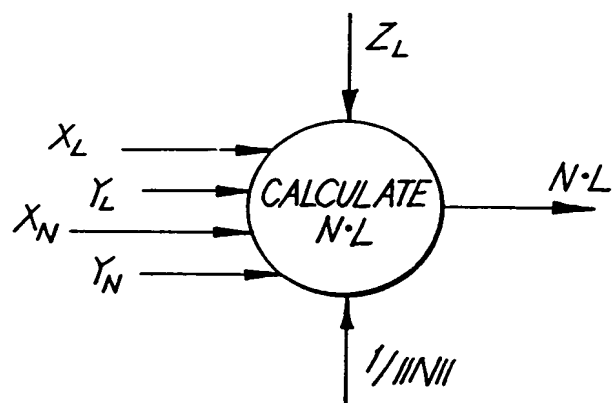 Z_L
X_L
Y_L
X_N
Y_N
CALCULATE
N·L
N·L
1/||N||